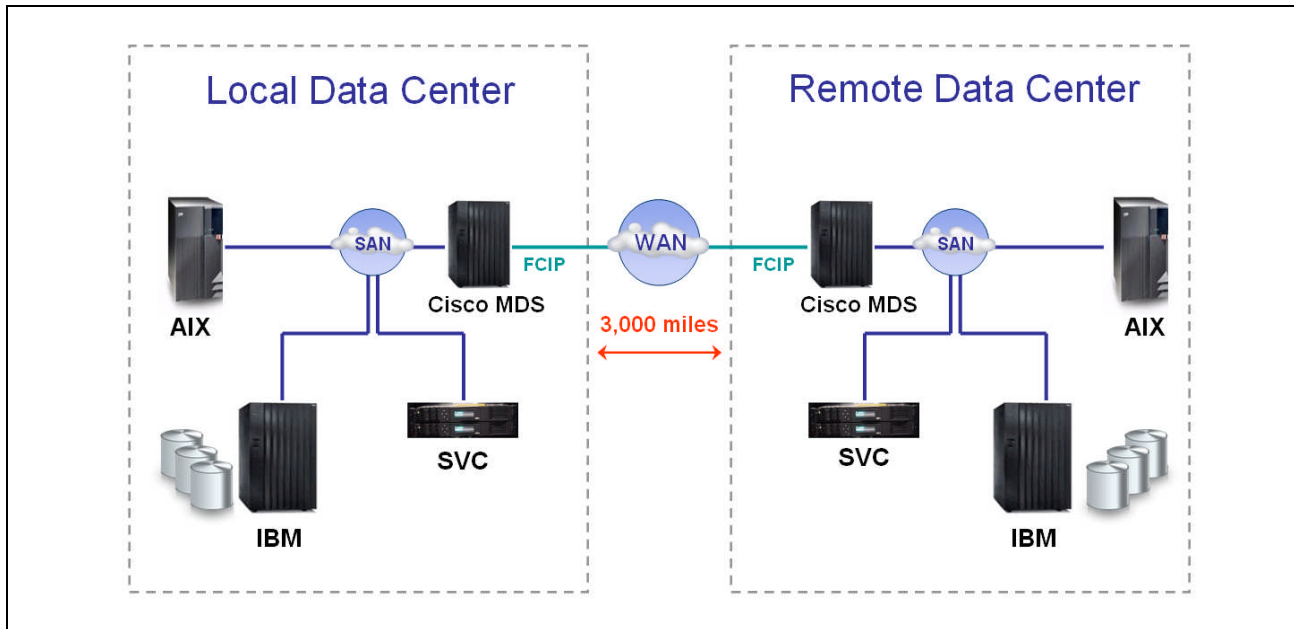 Local Data Center
Remote Data Center
SAN
WAN
SAN
FCIP
FCIP
Cisco MDS
Cisco MDS
AIX
3,000 miles
AIX
SVC
SVC
IBM
IBM